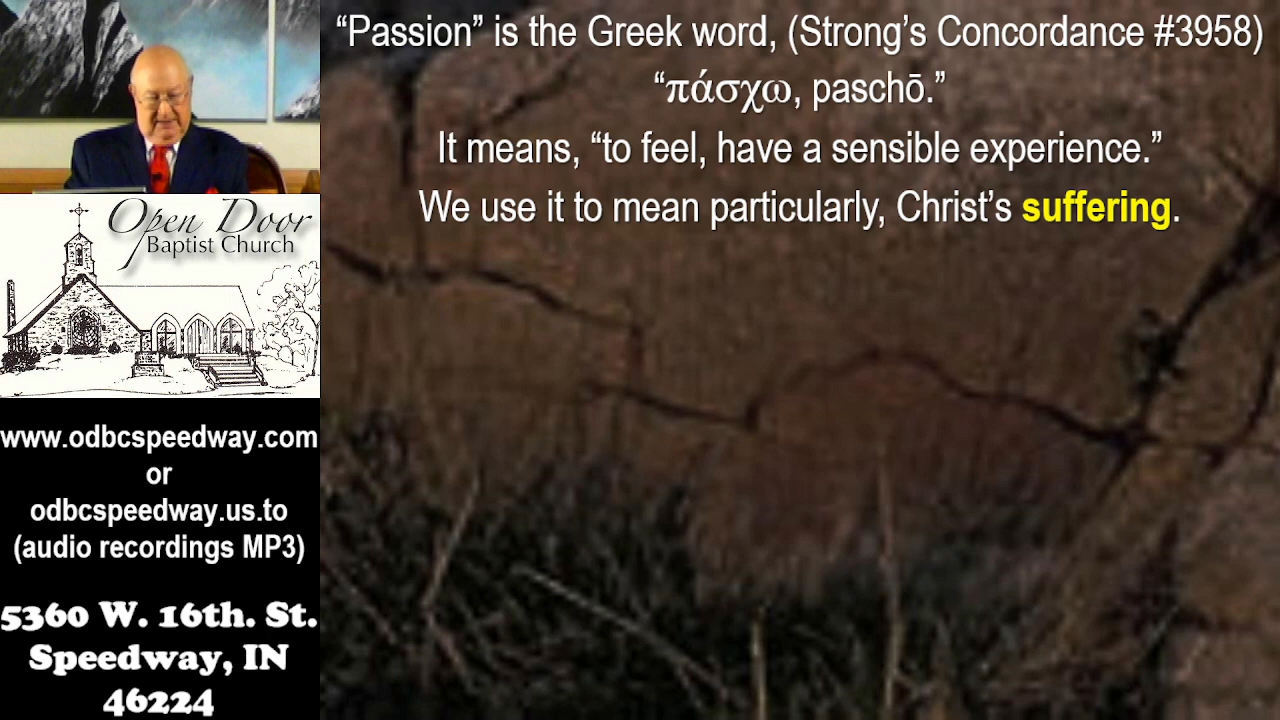 “Passion” is the Greek word, (Strong’s Concordance #3958)
“πάσχω, paschō.”
It means, “to feel, have a sensible experience.”
We use it to mean particularly, Christ’s suffering.
Open Door
Baptist Church
www.odbcspeedway.com
or
odbcspeedway.us.to
(audio recordings MP3)
5360 W. 16th. St.
Speedway, IN
46224